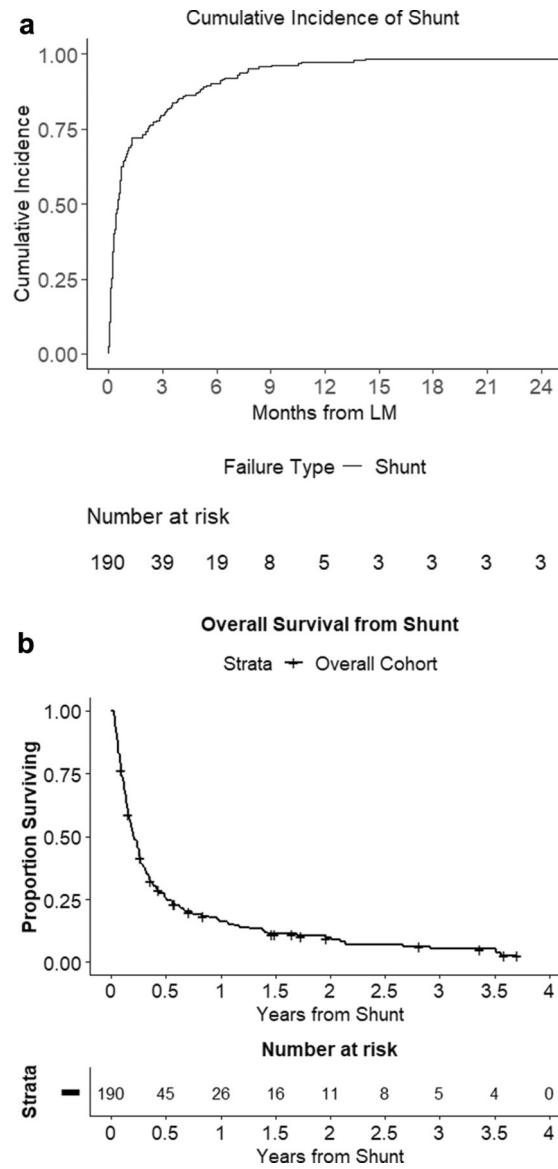 a
Cumulative Incidence of Shunt
Cumulative Incidence
1.00
0.75
0.50
0.25
0.00
0 3 6 9 12 15 18 21 24
Months from LM
Failure Type — Shunt
Number at risk
190 39 19 8 5 3 3 3 3
Overall Survival from Shunt
b
Strata + Overall Cohort
Proportion Surviving
1.00
0.75
0.50
0.25
0.00
0 0.5 1 1.5 2 2.5 3 3.5 4
Years from Shunt
Number at risk
Strata
190 45 26 16 11 8 5 4 0
0 0.5 1 1.5 2 2.5 3 3.5 4
Years from Shunt